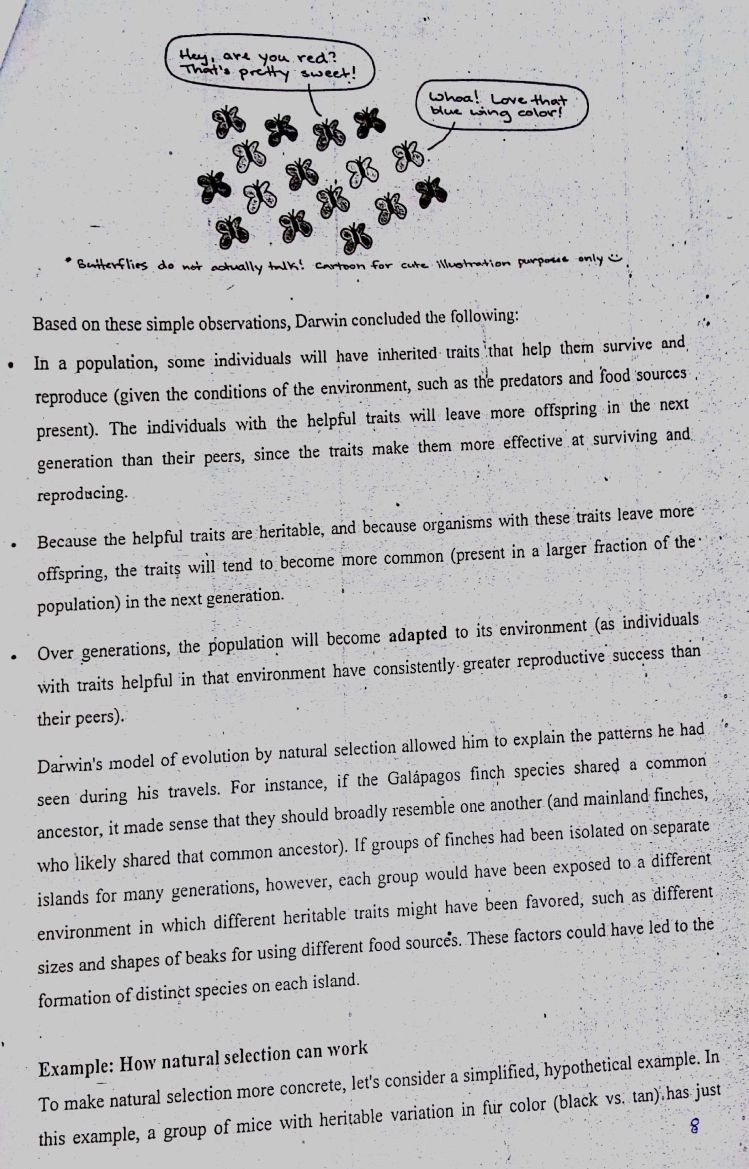 Hey, are you red?
That's pretty sweet!
Whoa! Love that
blue wing color!
* Butterflies do not actually talk! Cartoon for cute illustration purposes only
Based on these simple observations, Darwin concluded the following:
• In a population, some individuals will have inherited traits that help them survive and
reproduce (given the conditions of the environment, such as the predators and food sources
present). The individuals with the helpful traits will leave more offspring in the next
generation than their peers, since the traits make them more effective at surviving and
reproducing.
• Because the helpful traits are heritable, and because organisms with these traits leave more
offspring, the traits will tend to become more common (present in a larger fraction of the
population) in the next generation.
• Over generations, the population will become adapted to its environment (as individuals
with traits helpful in that environment have consistently greater reproductive success than
their peers).
Darwin's model of evolution by natural selection allowed him to explain the patterns he had
seen during his travels. For instance, if the Galápagos finch species shared a common
ancestor, it made sense that they should broadly resemble one another (and mainland finches,
who likely shared that common ancestor). If groups of finches had been isolated on separate
islands for many generations, however, each group would have been exposed to a different
environment in which different heritable traits might have been favored, such as different
sizes and shapes of beaks for using different food sources. These factors could have led to the
formation of distinct species on each island.
Example: How natural selection can work
To make natural selection more concrete, let's consider a simplified, hypothetical example. In
this example, a group of mice with heritable variation in fur color (black vs. tan) has just
8